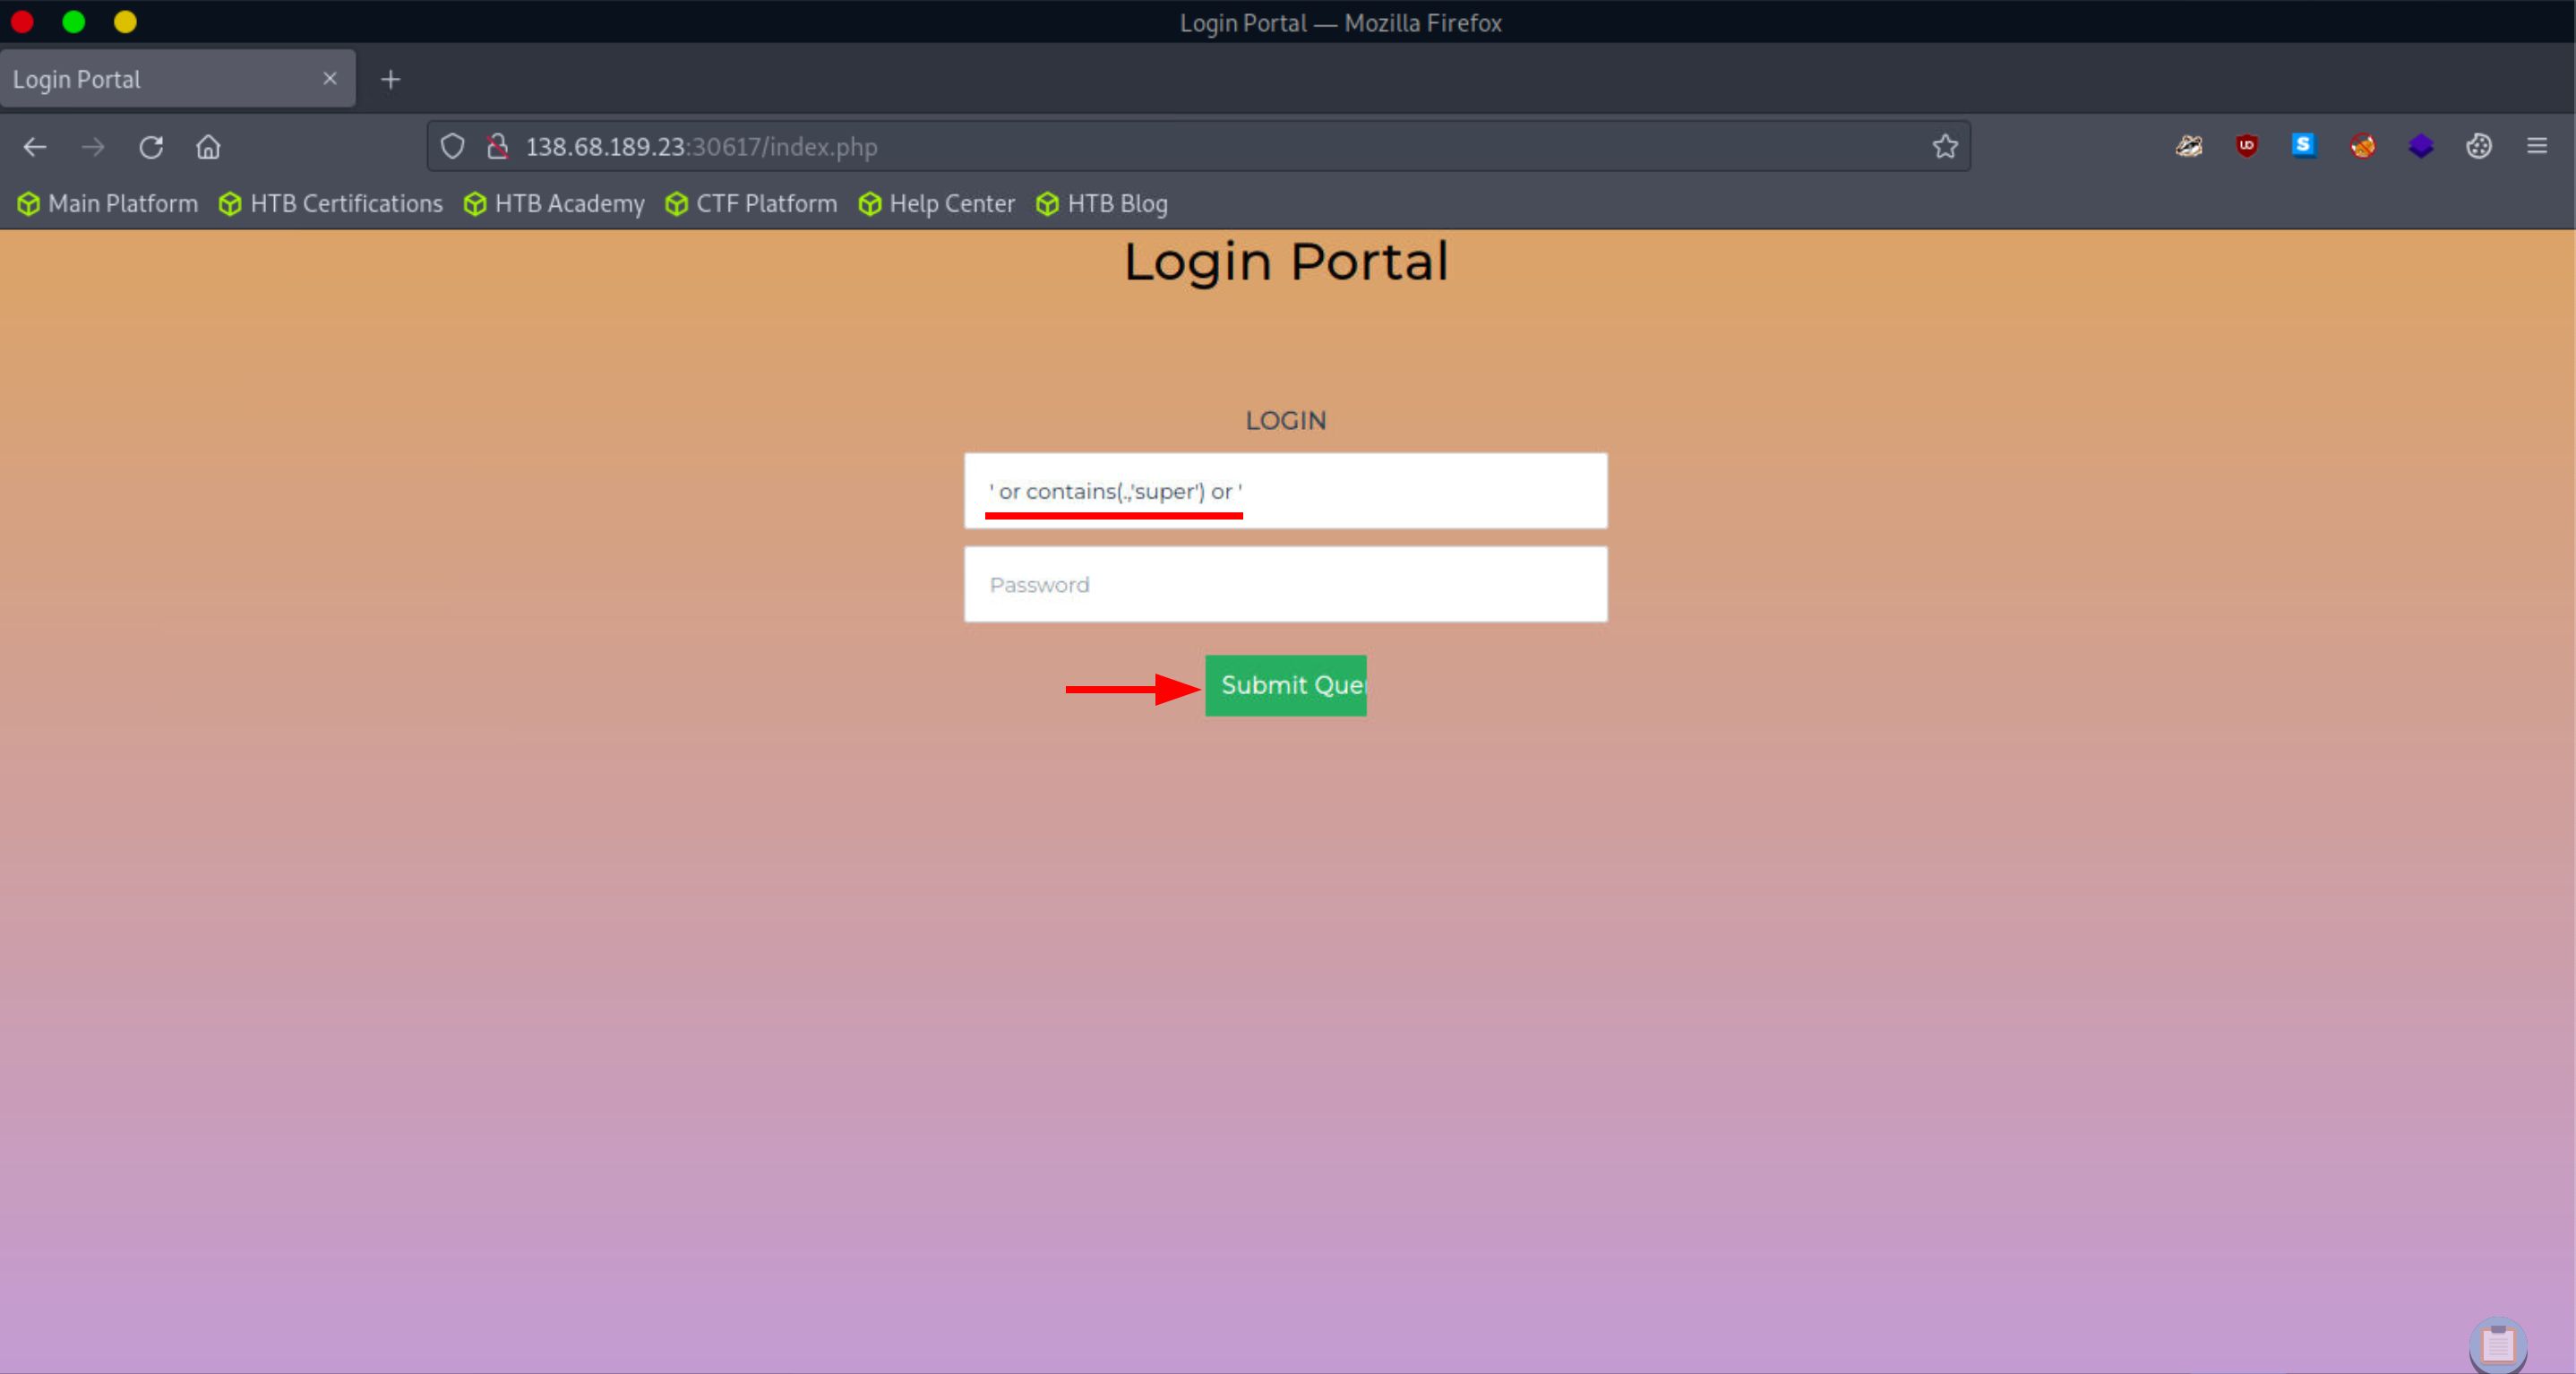 Login Portal — Mozilla Firefox
Login Portal
138.68.189.23:30617/index.php
Main Platform HTB Certifications HTB Academy CTF Platform Help Center HTB Blog
Login Portal
LOGIN
' or contains(.,'super') or '
Password
Submit Quer